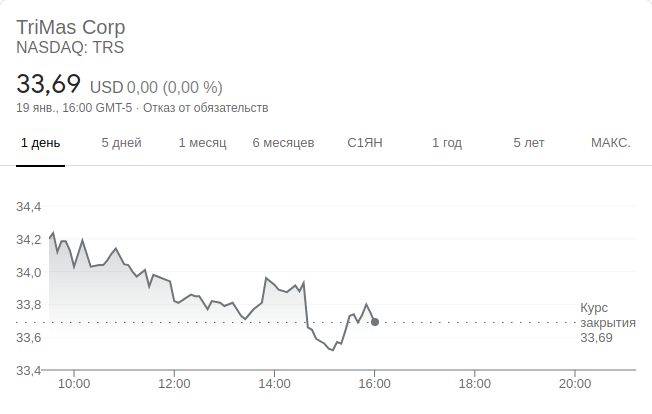 TriMas Corp
NASDAQ: TRS
33,69 USD 0,00 (0,00 %)
19 янв., 16:00 GMT-5 · Отказ от обязательств
1 день 5 дней 1 месяц 6 месяцев С1ЯН 1 год 5 лет МАКС.
34,4
34,2
34,0
33,8
33,6
33,4
Курс
закрытия
33,69
10:00 12:00 14:00 16:00 18:00 20:00